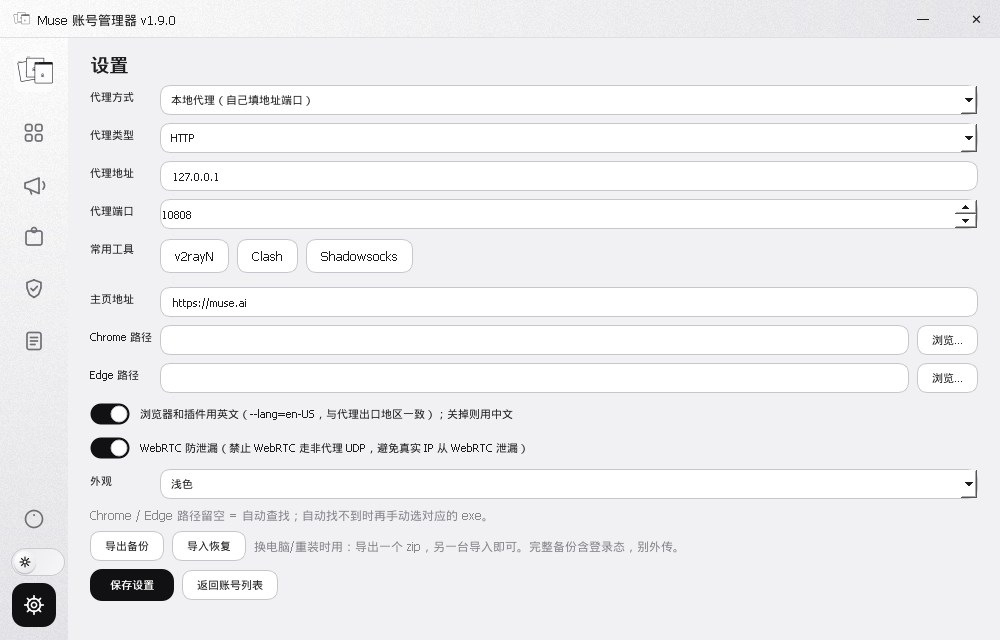 Muse 账号管理器 v1.9.0
设置
代理方式 本地代理（自己填地址端口）
代理类型 HTTP
代理地址 127.0.0.1
代理端口 10808
常用工具 v2rayN Clash Shadowsocks
主页地址 https://muse.ai
Chrome 路径 浏览...
Edge 路径 浏览...
浏览器和插件用英文（--lang=en-US，与代理出口地区一致）；关掉则用中文
WebRTC 防泄漏（禁止 WebRTC 走非代理 UDP，避免真实 IP 从 WebRTC 泄漏）
外观 浅色
Chrome / Edge 路径留空 = 自动查找；自动找不到时再手动选对应的 exe。
导出备份 导入恢复 换电脑/重装时用：导出一个 zip，另一台导入即可。完整备份含登录态，别外传。
保存设置 返回账号列表